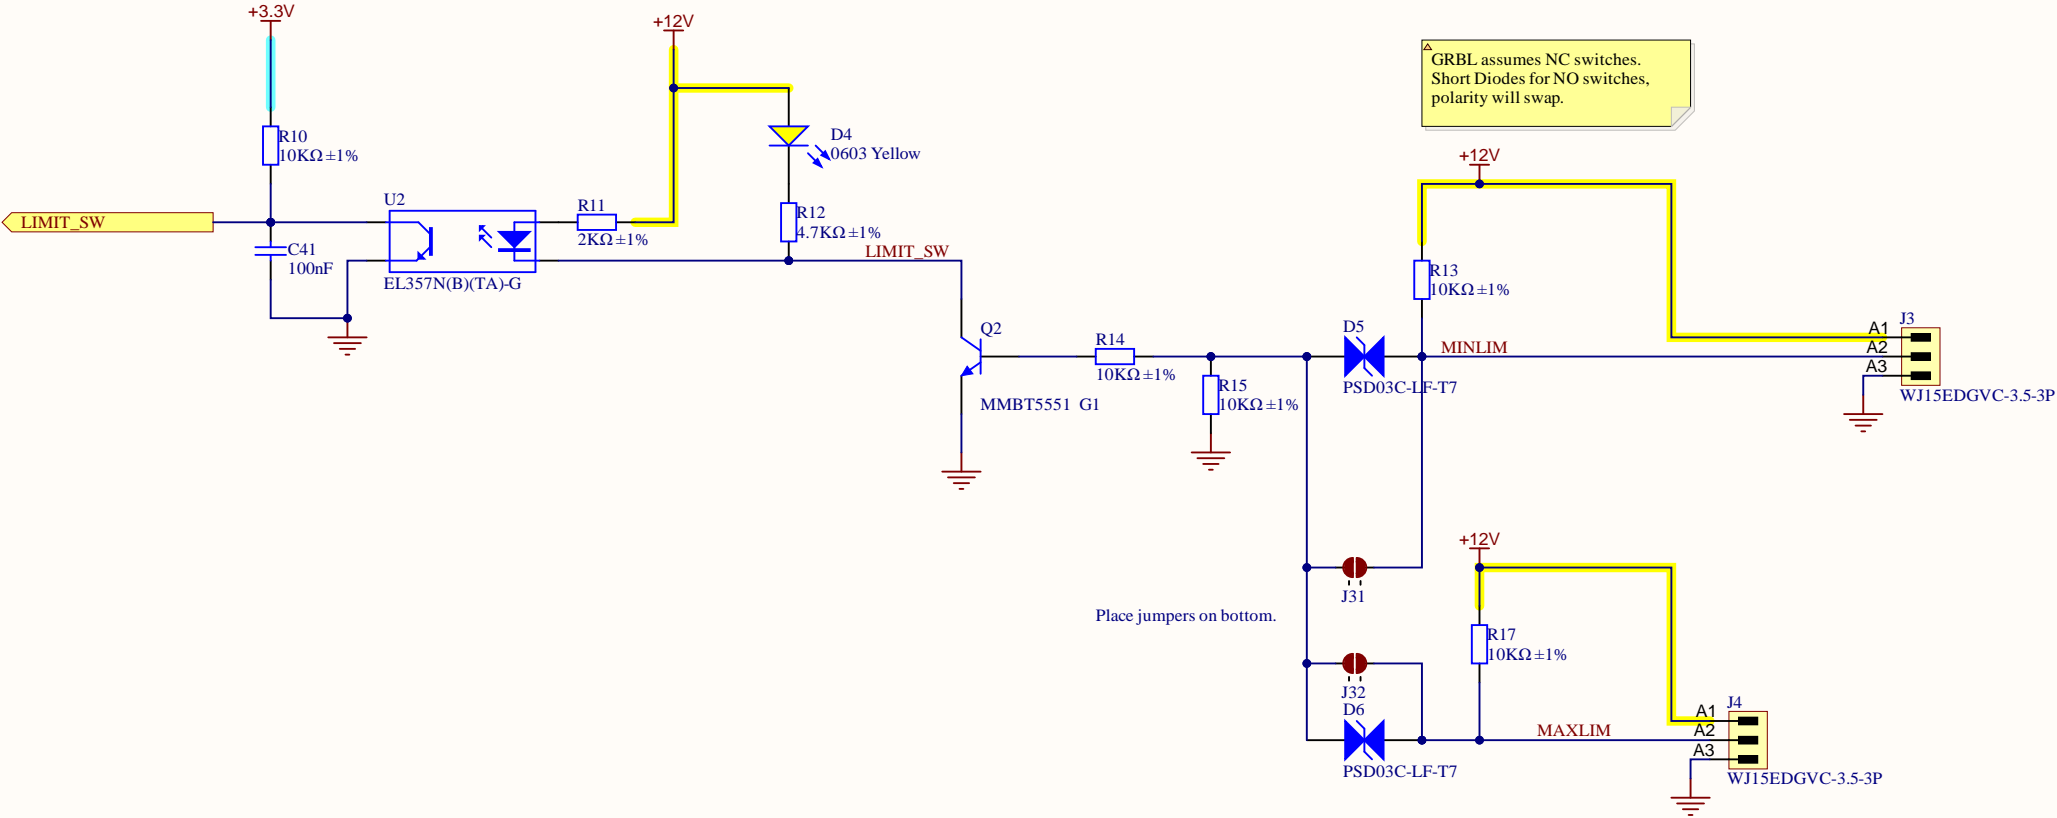 +3.3V
+12V
GRBL assumes NC switches.
Short Diodes for NO switches,
polarity will swap.
R10
10KΩ ±1%
D4
0603 Yellow
+12V
LIMIT_SW
U2
R11
2KΩ ±1%
R12
4.7KΩ ±1%
LIMIT_SW
C41
100nF
EL357N(B)(TA)-G
R13
10KΩ ±1%
Q2
MMBT5551 G1
R14
10KΩ ±1%
R15
10KΩ ±1%
D5
PSD03C-LF-T7
MINLIM
J3
A1
A2
A3
WJ15EDGVC-3.5-3P
J31
+12V
Place jumpers on bottom.
R17
10KΩ ±1%
J32
D6
PSD03C-LF-T7
MAXLIM
J4
A1
A2
A3
WJ15EDGVC-3.5-3P